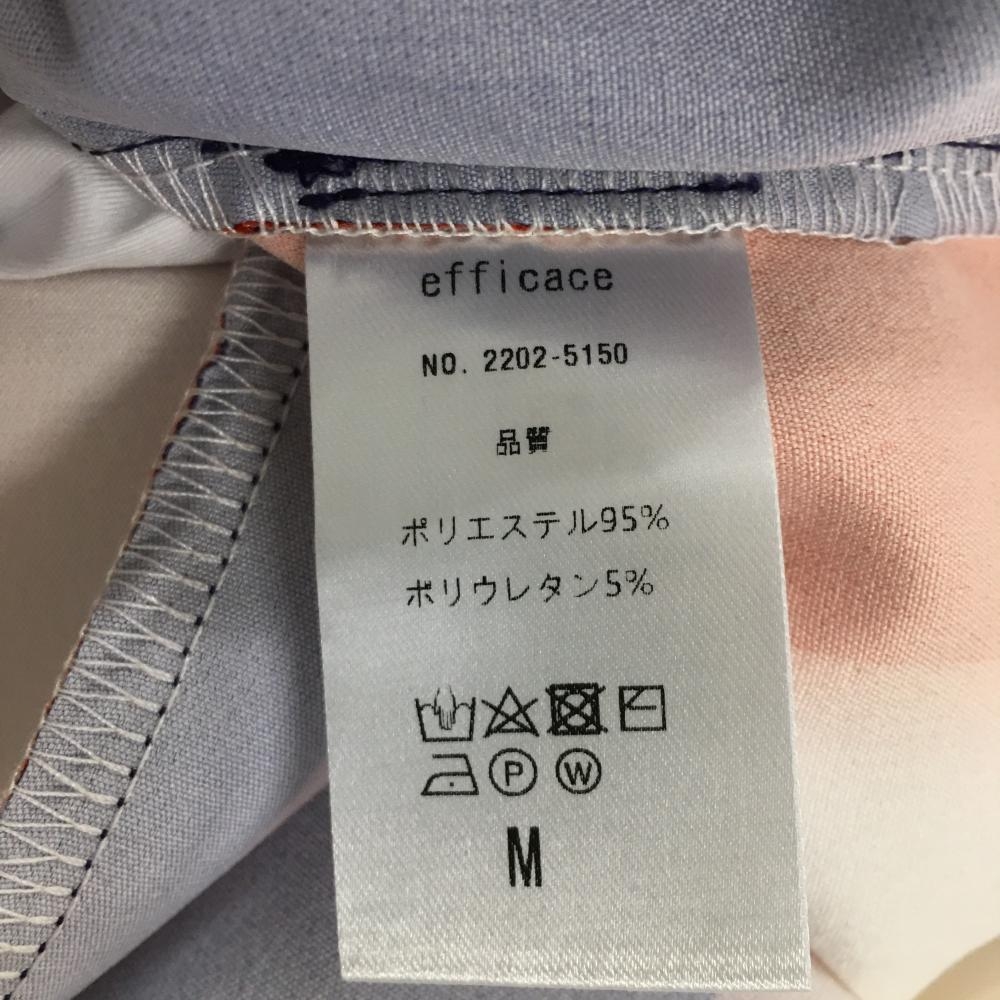 efficace
NO. 2202-5150
品質
ポリエステル95%
ポリウレタン5%
P W
M